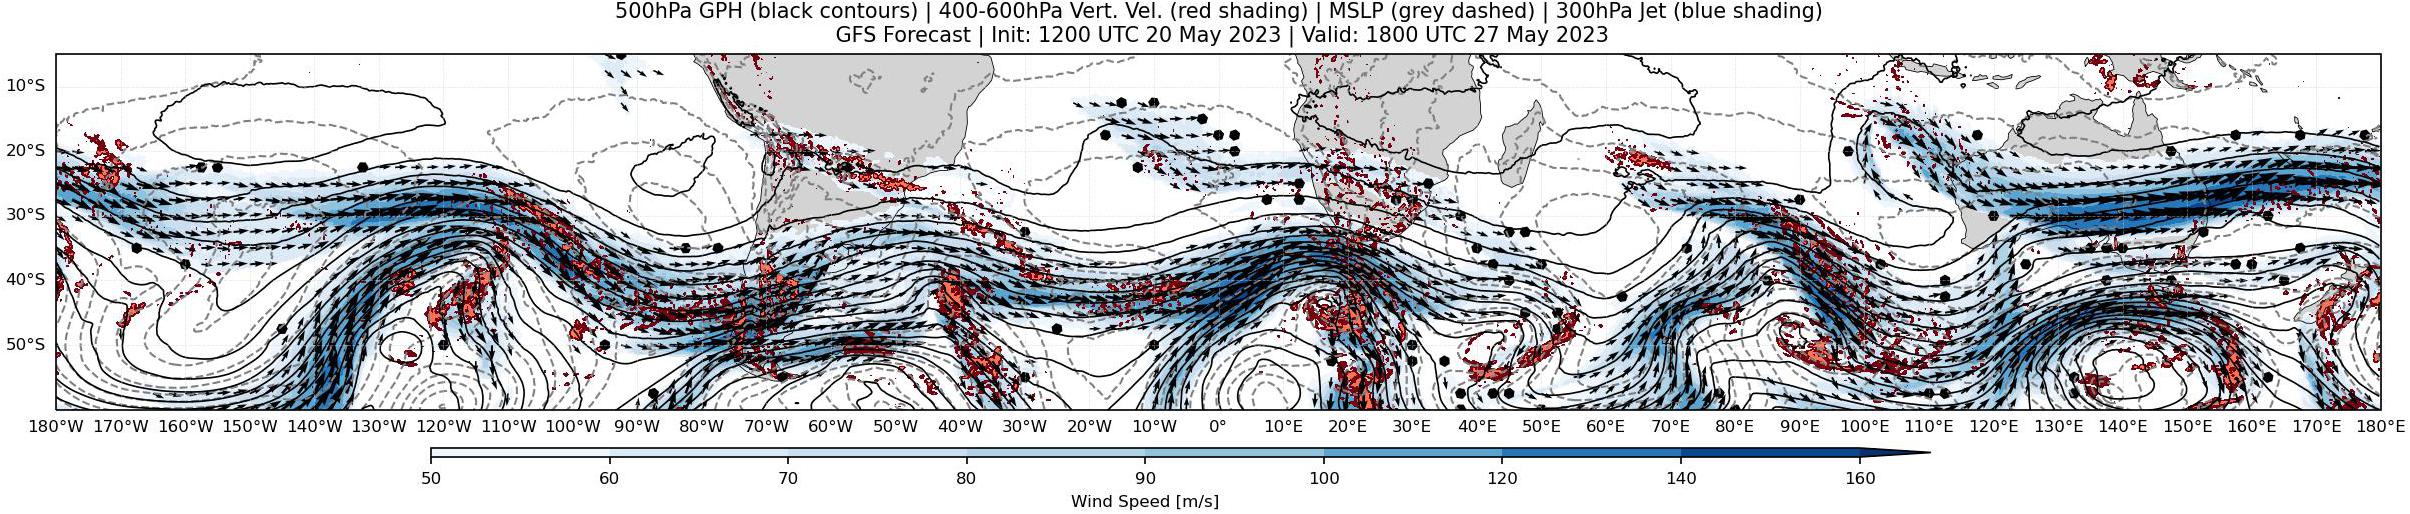 500hPa GPH (black contours) | 400-600hPa Vert. Vel. (red shading) | MSLP (grey dashed) | 300hPa Jet (blue shading)
GFS Forecast | Init: 1200 UTC 20 May 2023 | Valid: 1800 UTC 27 May 2023
10°S
20°S
30°S
40°S
50°S
180°W 170°W 160°W 150°W 140°W 130°W 120°W 110°W 100°W 90°W 80°W 70°W 60°W 50°W 40°W 30°W 20°W 10°W 0° 10°E 20°E 30°E 40°E 50°E 60°E 70°E 80°E 90°E 100°E 110°E 120°E 130°E 140°E 150°E 160°E 170°E 180°E
50 60 70 80 90 100 120 140 160
Wind Speed [m/s]